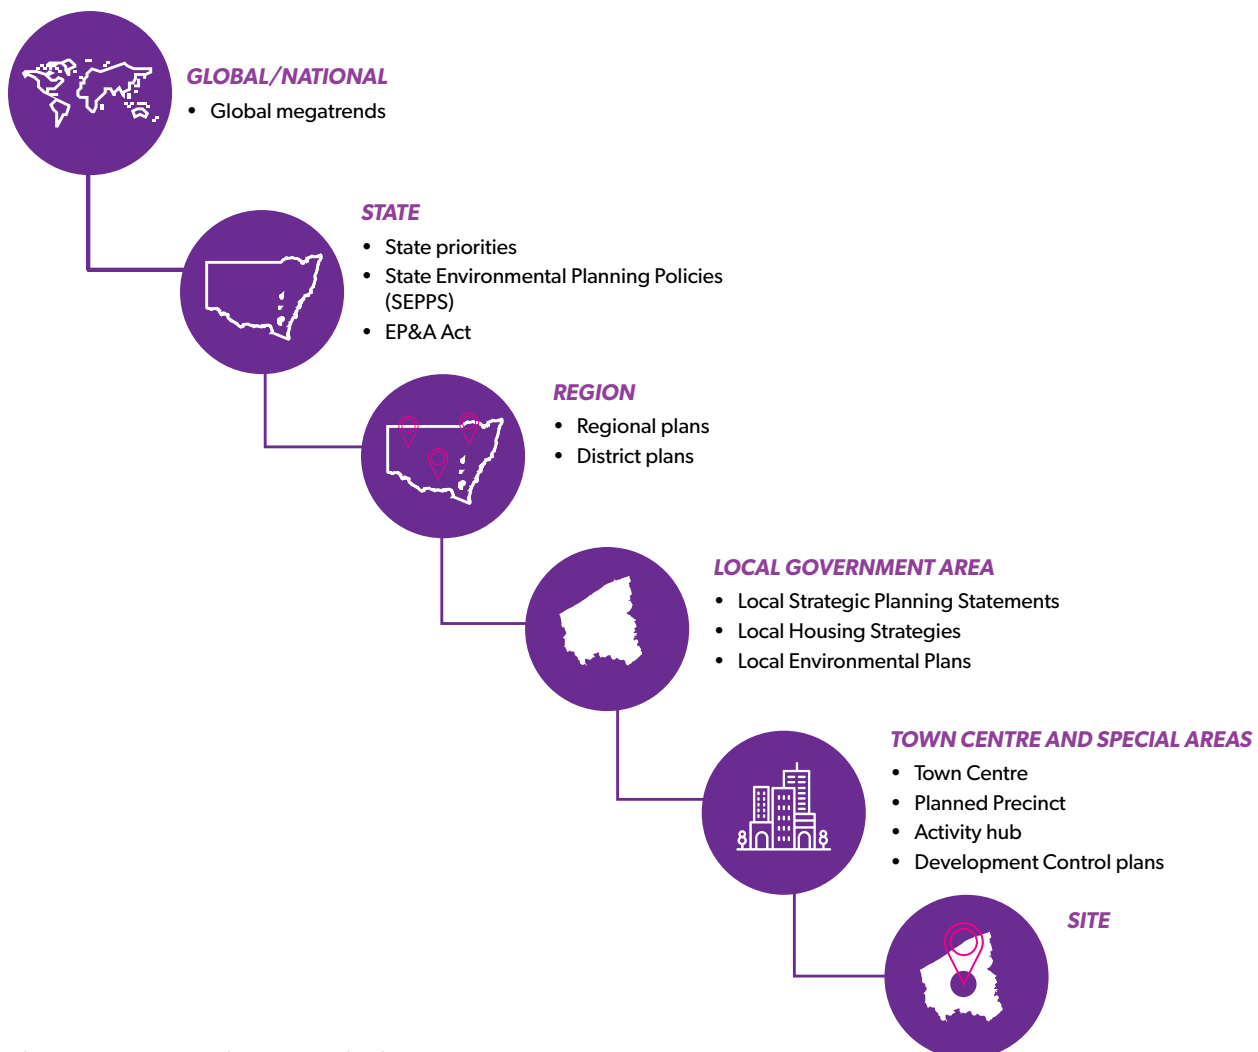 GLOBAL/NATIONAL
• Global megatrends
STATE
• State priorities
• State Environmental Planning Policies
(SEPPS)
• EP&A Act
REGION
• Regional plans
• District plans
LOCAL GOVERNMENT AREA
• Local Strategic Planning Statements
• Local Housing Strategies
• Local Environmental Plans
TOWN CENTRE AND SPECIAL AREAS
• Town Centre
• Planned Precinct
• Activity hub
• Development Control plans
SITE